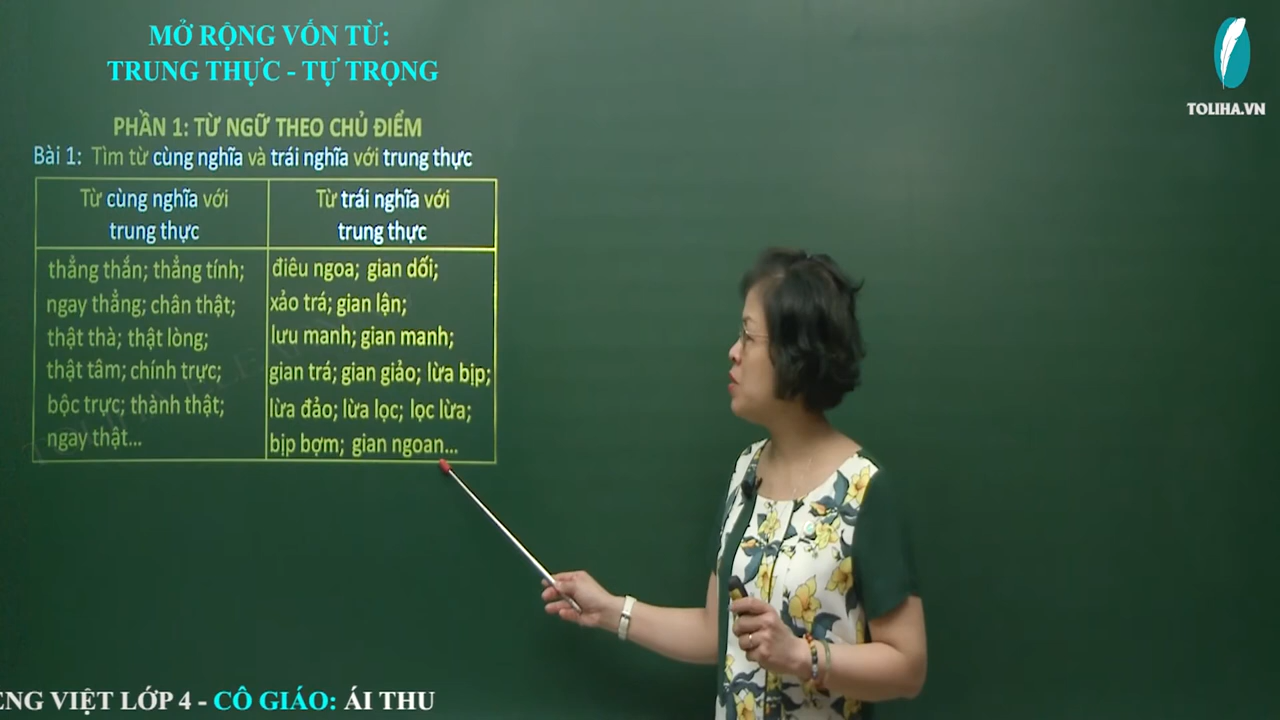 MỞ RỘNG VỐN TỪ:
TRUNG THỰC - TỰ TRỌNG
TOLIHA.VN
PHẦN 1: TỪ NGỮ THEO CHỦ ĐIỂM
Bài 1: Tìm từ cùng nghĩa và trái nghĩa với trung thực
Từ cùng nghĩa với
trung thực
Từ trái nghĩa với
trung thực
thẳng thắn; thẳng tính;
ngay thẳng; chân thật;
thật thà; thật lòng;
thật tâm; chính trực;
bộc trực; thành thật;
ngay thật...
điêu ngoa; gian dối;
xảo trá; gian lận;
lưu manh; gian manh;
gian trá; gian giảo; lừa bịp;
lừa đảo; lừa lọc; lọc lừa;
bịp bợm; gian ngoan...
ẾNG VIỆT LỚP 4 - CÔ GIÁO: ÁI THU